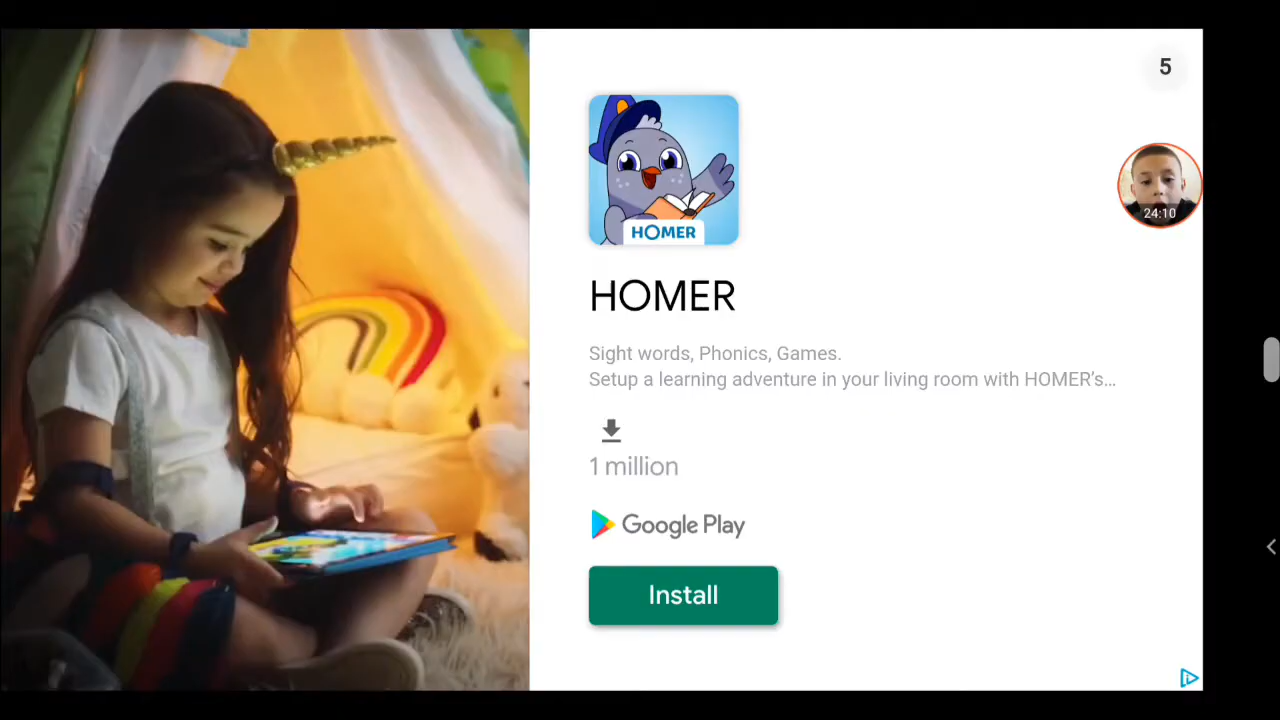 5
HOMER
24:10
HOMER
Sight words, Phonics, Games.
Setup a learning adventure in your living room with HOMER's...
1 million
Google Play
Install